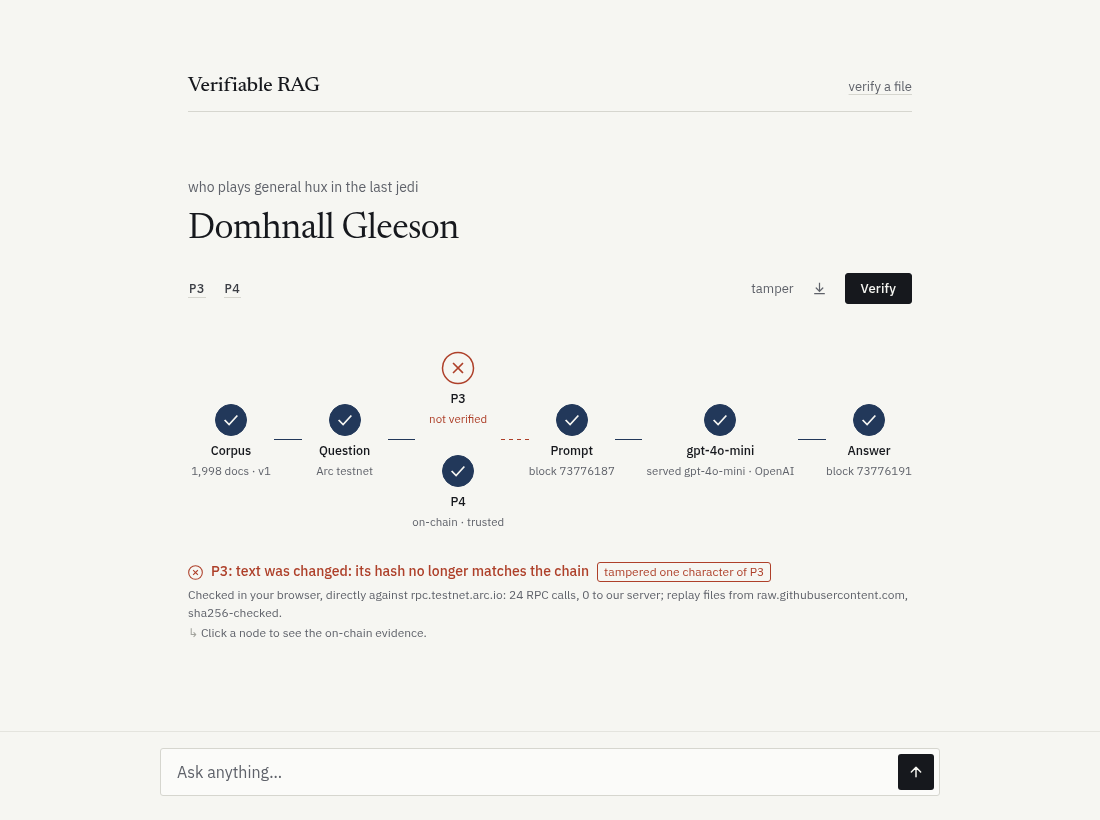 Verifiable RAG
verify a file
who plays general hux in the last jedi
Domhnall Gleeson
P3 P4
tamper
Verify
P3
not verified
Corpus
1,998 docs · v1
Question
Arc testnet
P4
on-chain · trusted
Prompt
block 73776187
gpt-4o-mini
served gpt-4o-mini · OpenAI
Answer
block 73776191
P3: text was changed: its hash no longer matches the chain
tampered one character of P3
Checked in your browser, directly against rpc.testnet.arc.io: 24 RPC calls, 0 to our server; replay files from raw.githubusercontent.com,
sha256-checked.
↳ Click a node to see the on-chain evidence.
Ask anything...